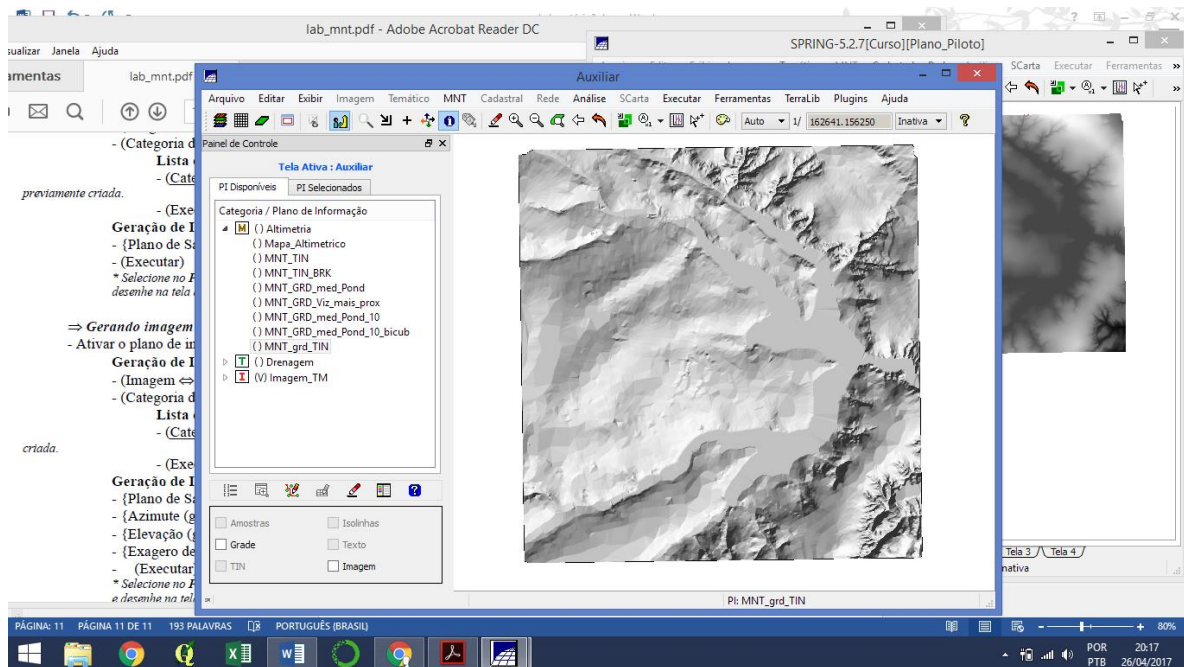 lab_mnt.pdf - Adobe Acrobat Reader DC
SPRING-5.2.7[Curso][Plano_Piloto]
Janela Ajuda
lab_mnt.pdf
SCarta Executar Ferramentas »
»
- (Categoria d
Lista
- (Cate
previamente criada.
- (Exe
Geração de I
- {Plano de Sa
- (Executar)
* Selecione no P
desenhe na tela
⇒ Gerando imagem
- Ativar o plano de in
Geração de I
- (Imagem ⇔
- (Categoria d
Lista
- (Cate
criada.
- (Exe
Geração de I
- {Plano de Sa
- {Azimute (g
- {Elevação (g
- {Exagero de
- (Executar
* Selecione no P
e desenhe na tel
Auxiliar
Arquivo Editar Exibir Imagem Temático MNT Cadastral Rede Análise SCarta Executar Ferramentas TerraLib Plugins Ajuda
Auto 1/ 162641.156250 Inativa
Painel de Controle
Tela Ativa : Auxiliar
PI Disponíveis PI Selecionados
Categoria / Plano de Informação
M () Altimetria
() Mapa_Altimetrico
() MNT_TIN
() MNT_TIN_BRK
() MNT_GRD_med_Pond
() MNT_GRD_Viz_mais_prox
() MNT_GRD_med_Pond_10
() MNT_GRD_med_Pond_10_bicub
() MNT_grd_TIN
T () Drenagem
I (V) Imagem_TM
Amostras Isolinhas
Grade Texto
TIN Imagem
PI: MNT_grd_TIN
Tela 3 Tela 4
nativa
PÁGINA: 11 PÁGINA 11 DE 11 193 PALAVRAS PORTUGUÊS (BRASIL)
80%
POR 20:17
PTB 26/04/2017